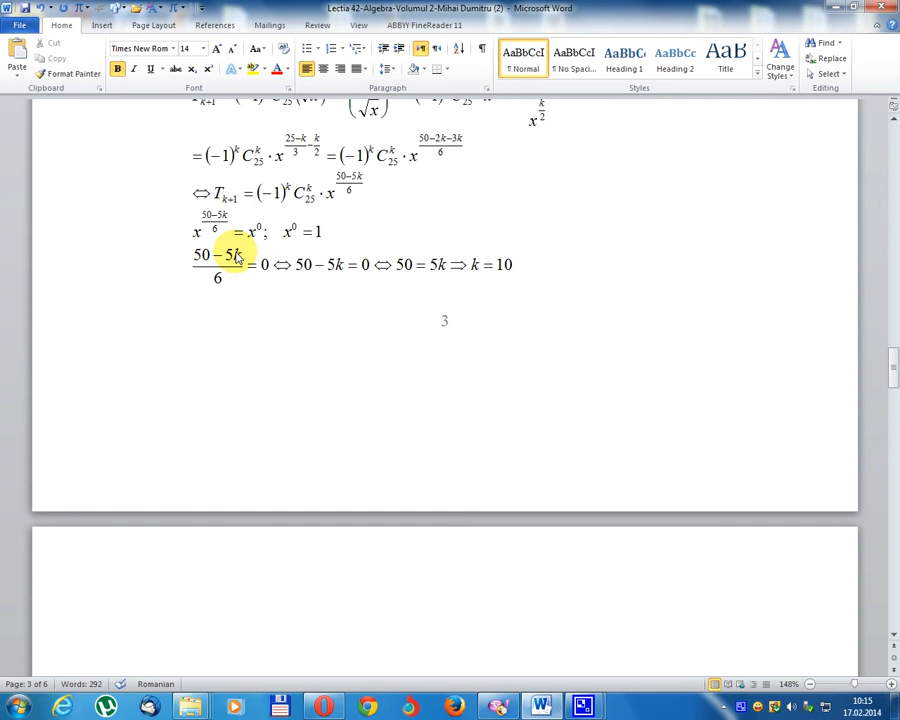 Lectia 42-Algebra-Volumul 2-Mihai Dumitru (2) - Microsoft Word
File Home Insert Page Layout References Mailings Review View ABBYY FineReader 11
Cut
Copy
Format Painter
Paste
Clipboard
Times New Rom 14
B I U abc x₂ x² A
Font
Paragraph
AaBbCcI AaBbCcI AaBbC AaBbCc AaB
¶ Normal ¶ No Spaci... Heading 1 Heading 2 Title
Styles
Change Styles
Find
Replace
Select
Editing
= (−1)^k C_25^k · x^((25−k)/3 − k/2) = (−1)^k C_25^k · x^((50−2k−3k)/6)
⇔ T_{k+1} = (−1)^k C_25^k · x^((50−5k)/6)
x^((50−5k)/6) = x^0; x^0 = 1
(50−5k)/6 = 0 ⇔ 50−5k = 0 ⇔ 50 = 5k ⇒ k = 10
3
Page: 3 of 6 Words: 292 Romanian 148%
10:15
17.02.2014